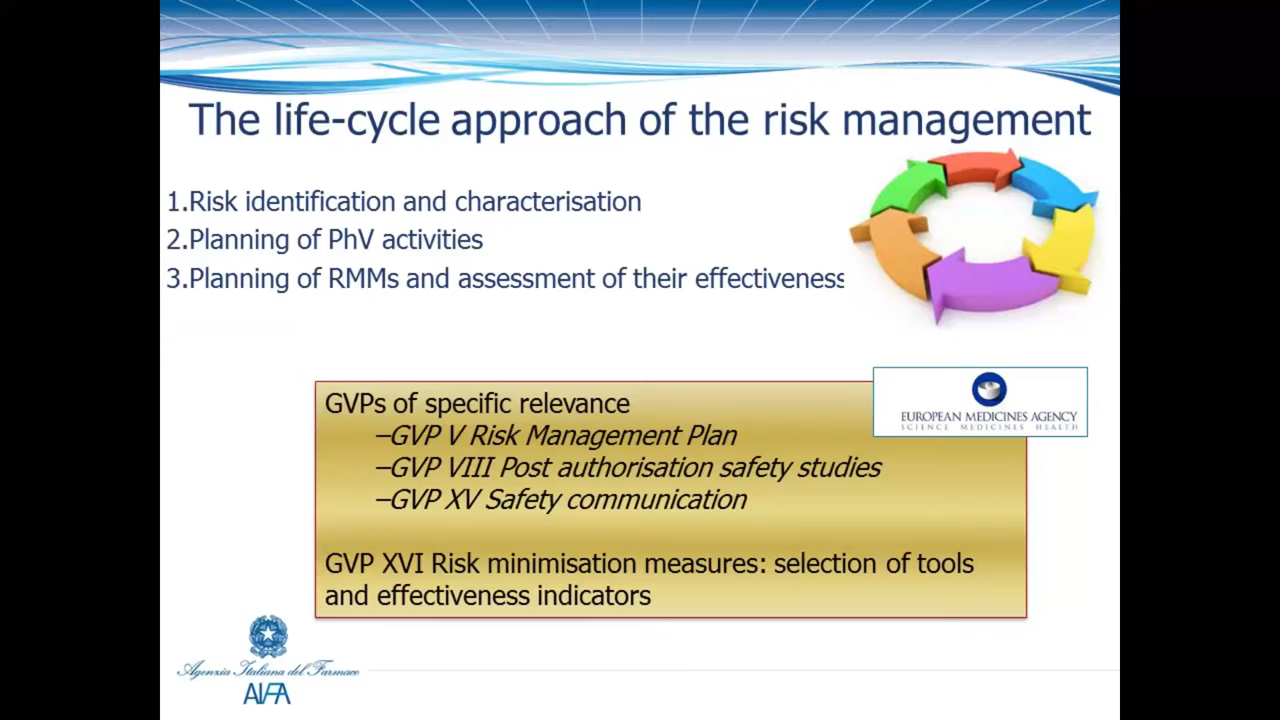 The life-cycle approach of the risk management
1.Risk identification and characterisation
2.Planning of PhV activities
3.Planning of RMMs and assessment of their effectiveness
GVPs of specific relevance
–GVP V Risk Management Plan
–GVP VIII Post authorisation safety studies
–GVP XV Safety communication
GVP XVI Risk minimisation measures: selection of tools
and effectiveness indicators
EUROPEAN MEDICINES AGENCY
SCIENCE MEDICINES HEALTH
Agenzia Italiana del Farmaco
AIFA